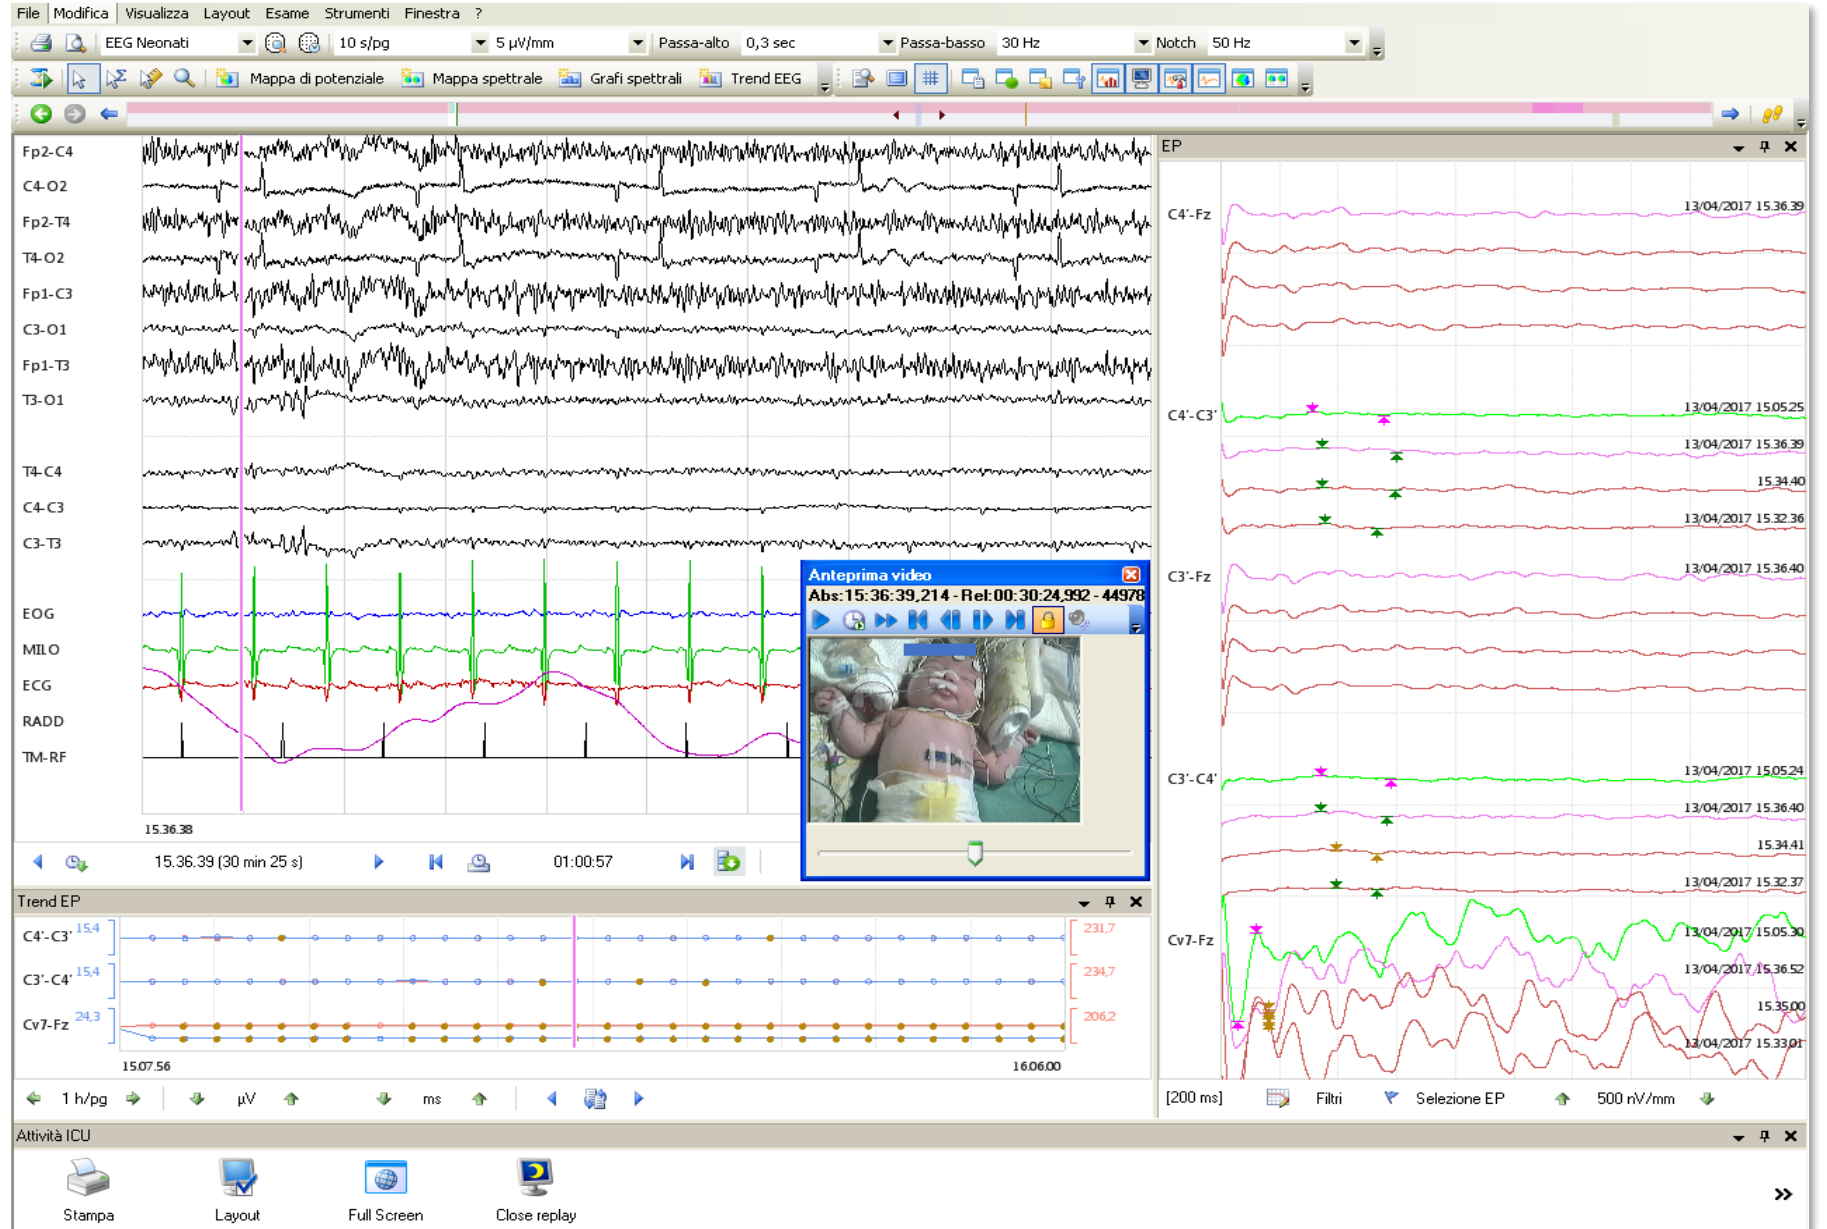 File Modifica Visualizza Layout Esame Strumenti Finestra ?
EEG Neonati 10 s/pg 5 µV/mm Passa-alto 0,3 sec Passa-basso 30 Hz Notch 50 Hz
Mappa di potenziale Mappa spettrale Grafi spettrali Trend EEG
Fp2-C4
C4-O2
Fp2-T4
T4-O2
Fp1-C3
C3-O1
Fp1-T3
T3-O1
T4-C4
C4-C3
C3-T3
EOG
MILO
ECG
RADD
TM-RF
15.36.38
15.36.39 (30 min 25 s) 01:00:57
Anteprima video
Abs:15:36:39,214 - Rel:00:30:24,992 - 44978
EP
C4'-Fz 13/04/2017 15.36.39
C4'-C3' 13/04/2017 15.05.25
13/04/2017 15.36.39
15.34.40
13/04/2017 15.32.36
C3'-Fz 13/04/2017 15.36.40
C3'-C4' 13/04/2017 15.05.24
13/04/2017 15.36.40
15.34.41
13/04/2017 15.32.37
Cv7-Fz 13/04/2017 15.05.30
13/04/2017 15.36.52
15.35.00
13/04/2017 15.33.01
[200 ms] Filtri Selezione EP 500 nV/mm
Trend EP
C4'-C3' 15,4 231,7
C3'-C4' 15,4 234,7
Cv7-Fz 24,3 206,2
15.07.56 16.06.00
1 h/pg µV ms
Attività ICU
Stampa Layout Full Screen Close replay